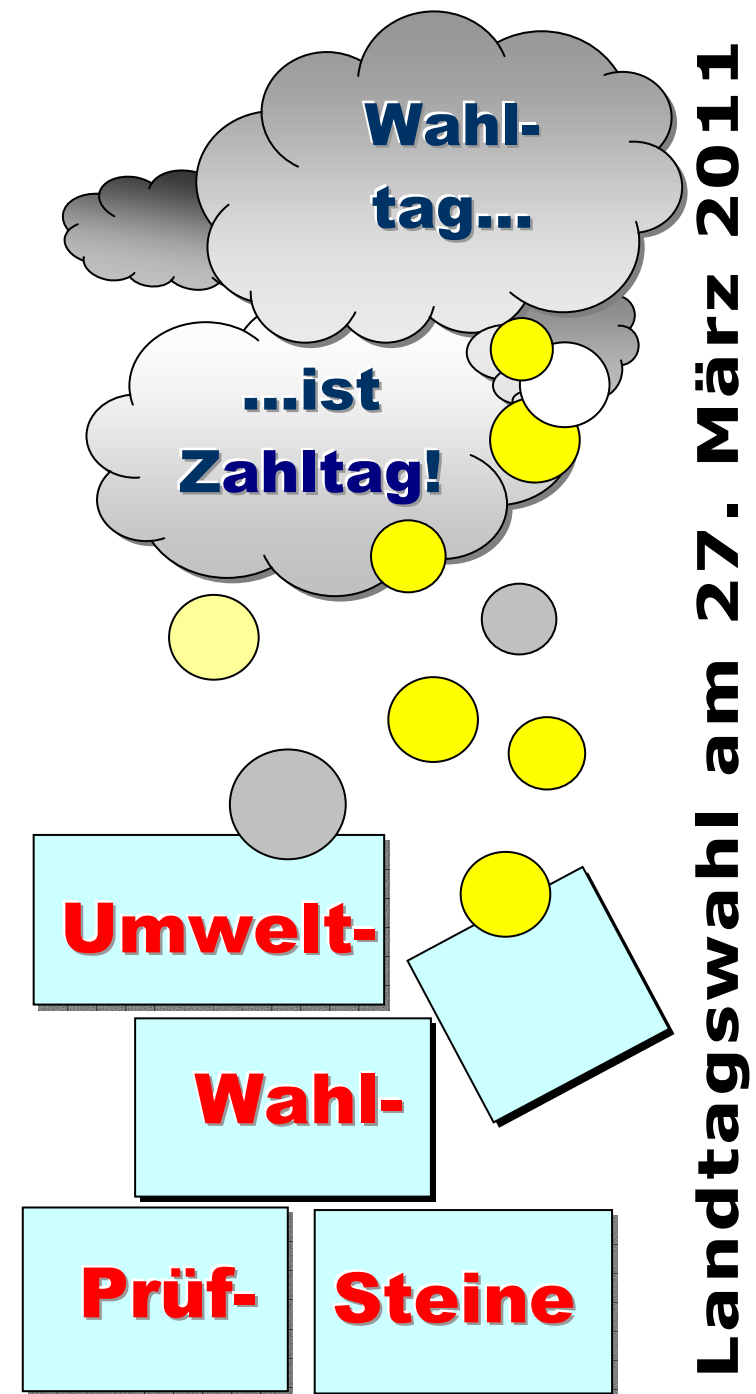 Wahl-
tag...
...ist
Zahltag!
Umwelt-
Wahl-
Prüf-
Steine
Landtagswahl am 27. März 2011